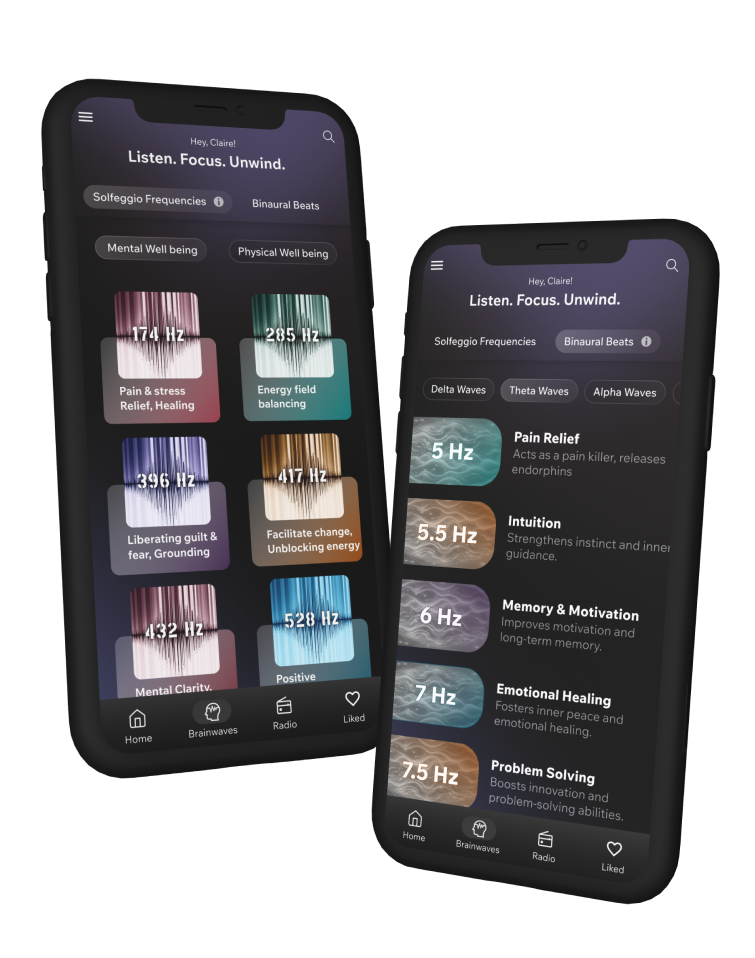 Hey, Claire!
Listen. Focus. Unwind.
Solfeggio Frequencies
Binaural Beats
Mental Well being
Physical Well being
174 Hz
Pain & stress
Relief, Healing
285 Hz
Energy field
balancing
396 Hz
Liberating guilt &
fear, Grounding
417 Hz
Facilitate change,
Unblocking energy
432 Hz
Mental Clarity,
528 Hz
Positive
Home
Brainwaves
Radio
Liked
Hey, Claire!
Listen. Focus. Unwind.
Solfeggio Frequencies
Binaural Beats
Delta Waves
Theta Waves
Alpha Waves
5 Hz
Pain Relief
Acts as a pain killer, releases
endorphins
5.5 Hz
Intuition
Strengthens instinct and inner
guidance.
6 Hz
Memory & Motivation
Improves motivation and
long-term memory.
7 Hz
Emotional Healing
Fosters inner peace and
emotional healing.
7.5 Hz
Problem Solving
Boosts innovation and
problem-solving abilities.
Home
Brainwaves
Radio
Liked